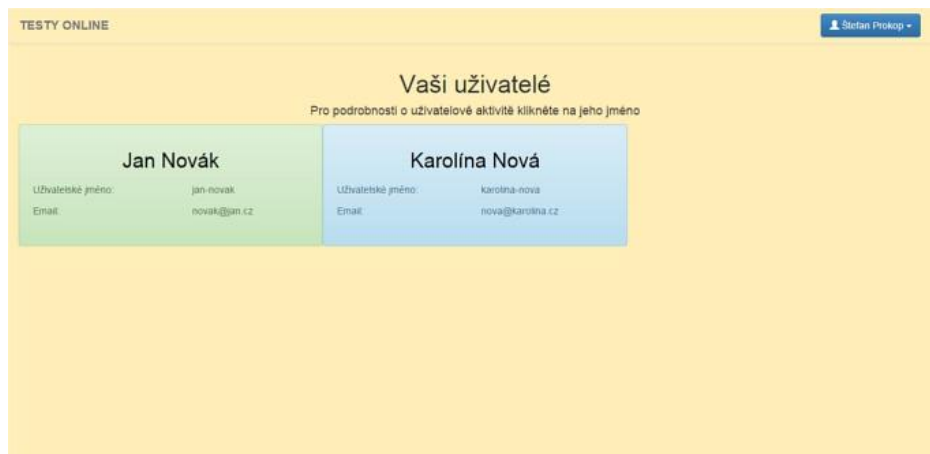 TESTY ONLINE
Štefan Prokop
Vaši uživatelé
Pro podrobnosti o uživatelově aktivitě klikněte na jeho jméno
Jan Novák
Uživatelské jméno: jan-novak
Email: novak@jan.cz
Karolína Nová
Uživatelské jméno: karolina-nova
Email: nova@karolina.cz